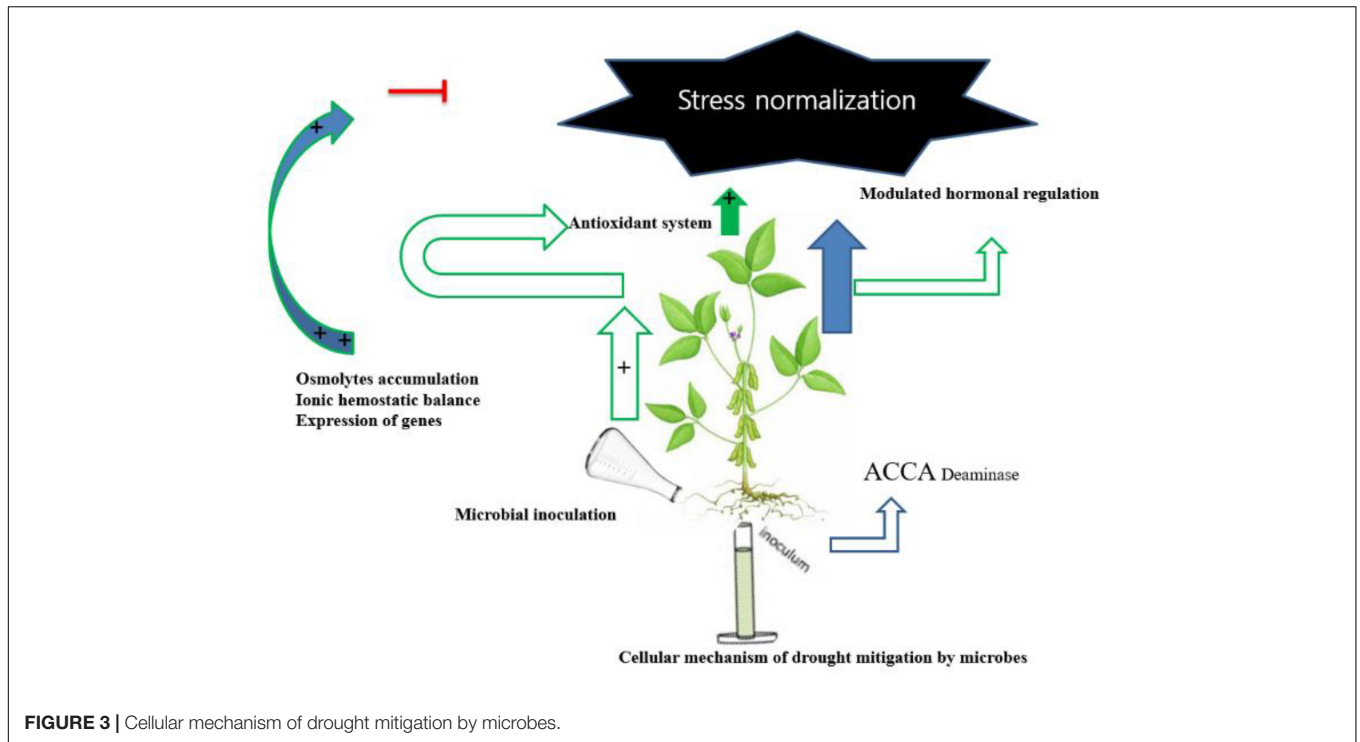 Stress normalization
Modulated hormonal regulation
+
+
Antioxidant system
+
+ +
Osmolytes accumulation
Ionic hemostatic balance
Expression of genes
ACCA Deaminase
Microbial inoculation
inoculum
Cellular mechanism of drought mitigation by microbes
FIGURE 3 | Cellular mechanism of drought mitigation by microbes.